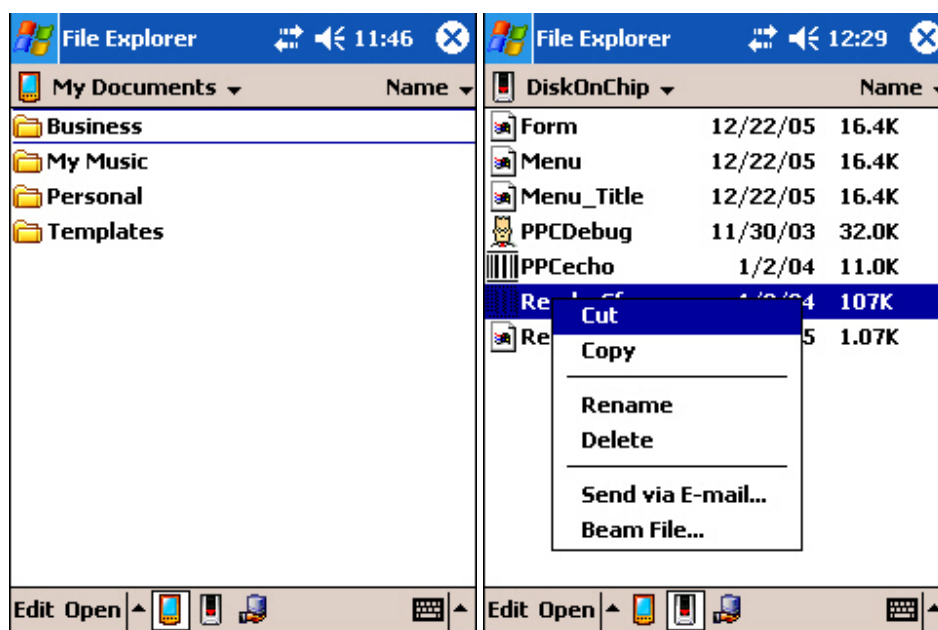 File Explorer 11:46
My Documents Name
Business
My Music
Personal
Templates
Edit Open
File Explorer 12:29
DiskOnChip Name
Form 12/22/05 16.4K
Menu 12/22/05 16.4K
Menu_Title 12/22/05 16.4K
PPCDebug 11/30/03 32.0K
PPCecho 1/2/04 11.0K
107K
1.07K
Cut
Copy
Rename
Delete
Send via E-mail...
Beam File...
Edit Open